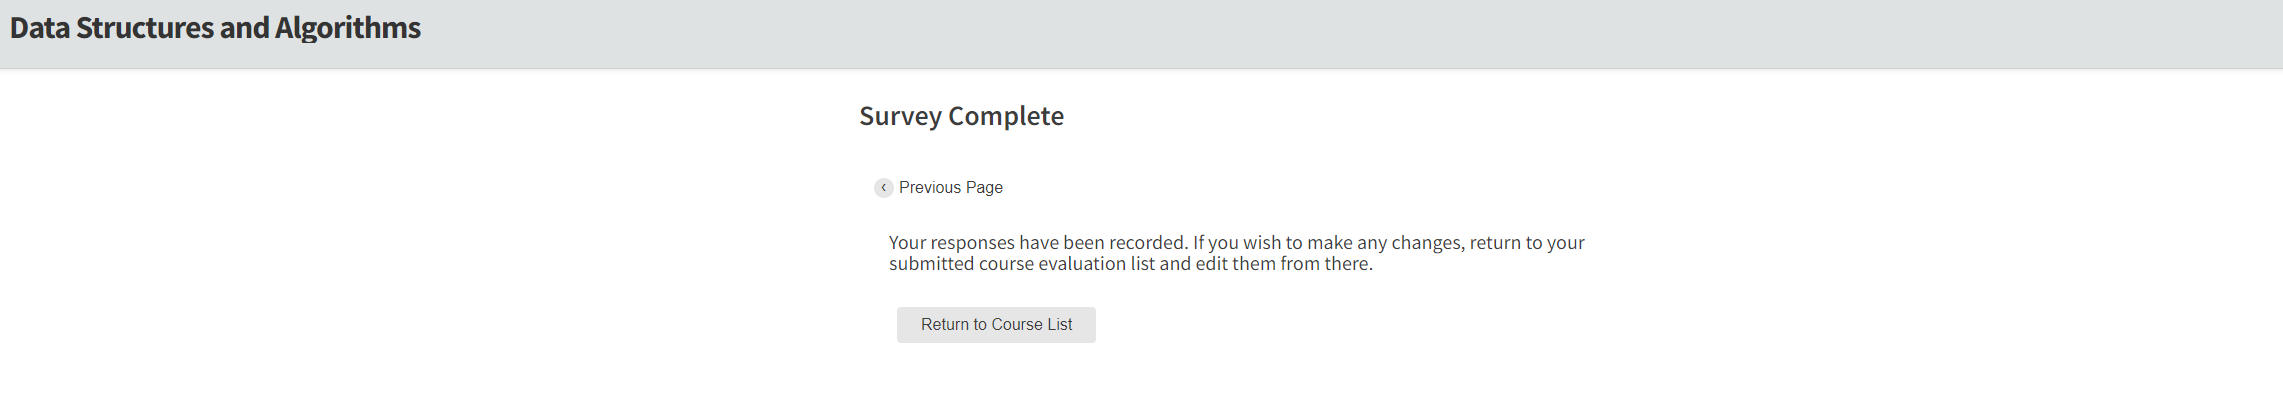 Data Structures and Algorithms
Survey Complete
‹ Previous Page
Your responses have been recorded. If you wish to make any changes, return to your
submitted course evaluation list and edit them from there.
Return to Course List